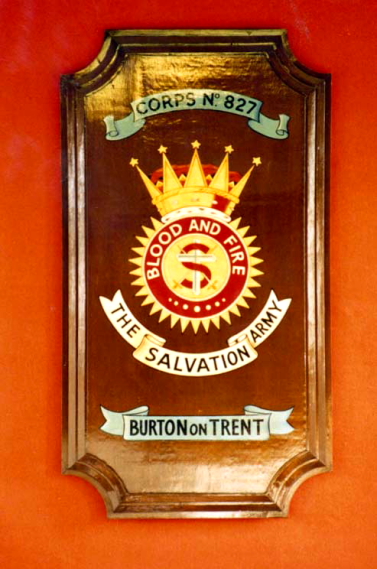 CORPS Nº 827
BLOOD AND FIRE
S
THE SALVATION ARMY
BURTON ON TRENT